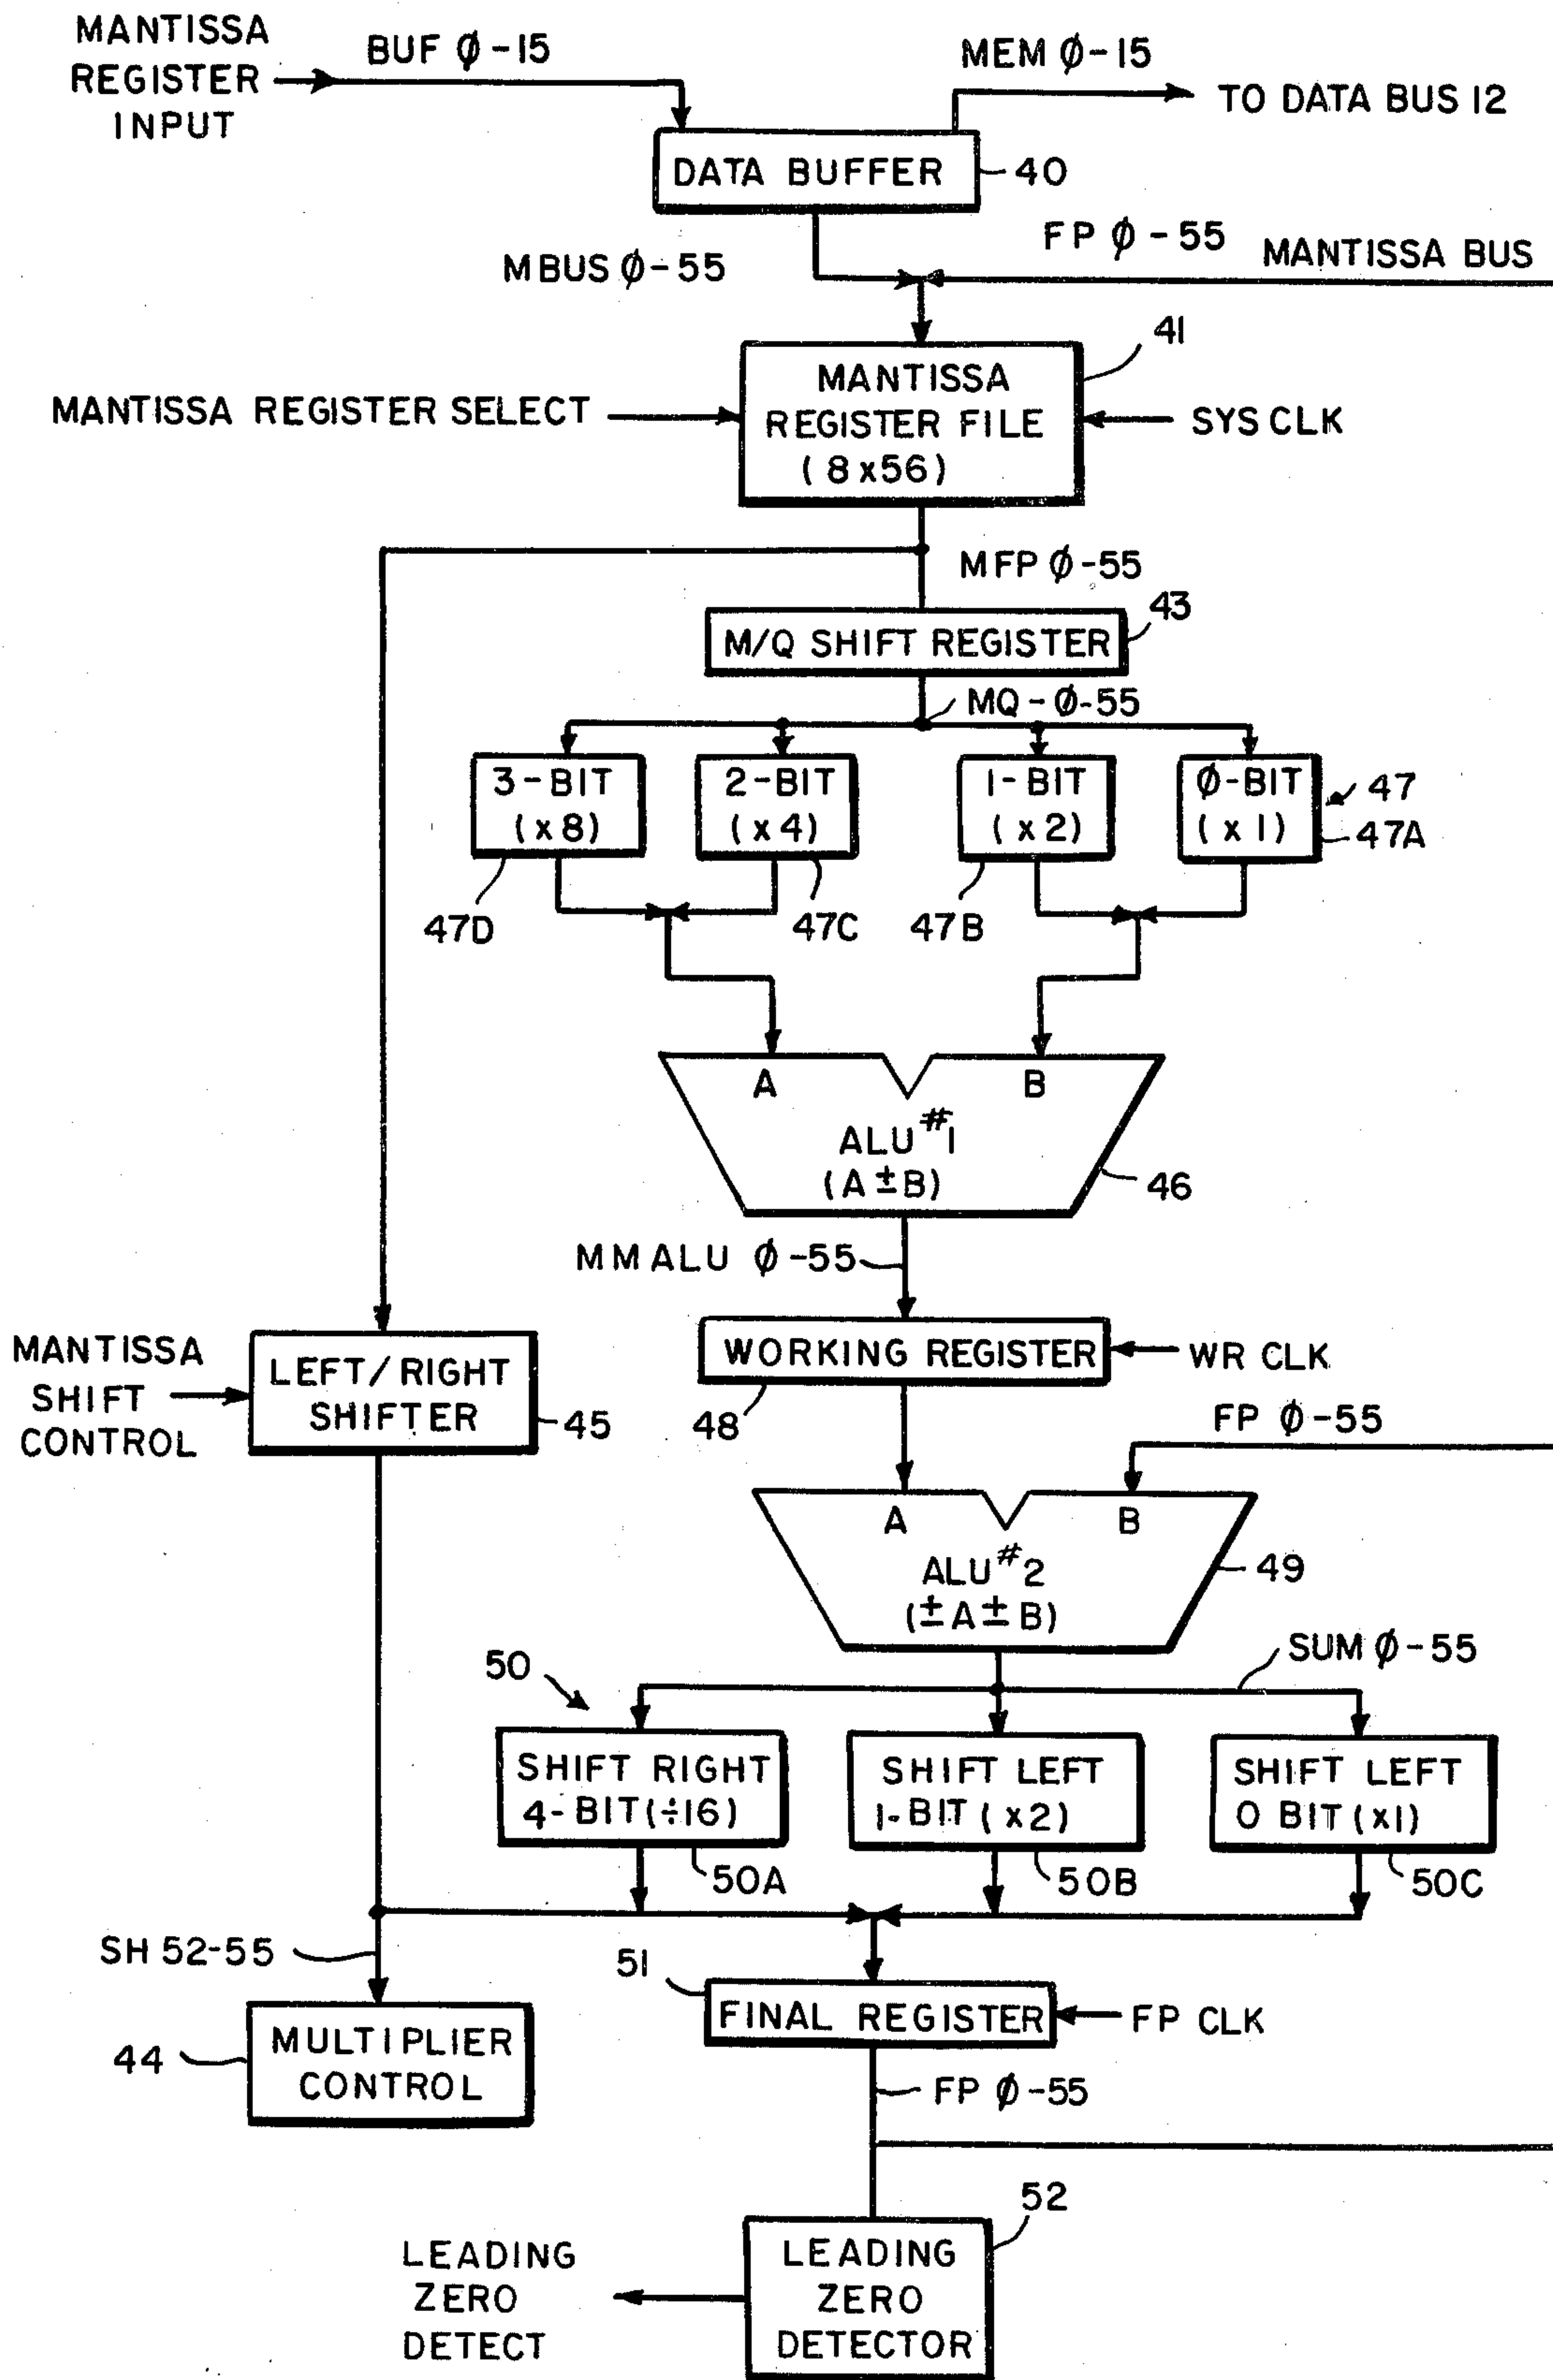 MANTISSA
REGISTER
INPUT
BUF Ø-15
MEM Ø-15
TO DATA BUS 12
DATA BUFFER
40
MBUS Ø-55
FP Ø-55
MANTISSA BUS
41
MANTISSA REGISTER SELECT
MANTISSA
REGISTER FILE
(8x56)
SYS CLK
MFP Ø-55
43
M/Q SHIFT REGISTER
MQ-Ø-55
3-BIT
(x8)
2-BIT
(x4)
1-BIT
(x2)
Ø-BIT
(x1)
47
47A
47D
47C
47B
A
B
ALU#1
(A±B)
46
MMALU Ø-55
MANTISSA
SHIFT
CONTROL
LEFT/RIGHT
SHIFTER
45
WORKING REGISTER
WR CLK
48
FP Ø-55
A
B
ALU#2
(±A±B)
49
50
SUM Ø-55
SHIFT RIGHT
4-BIT(÷16)
SHIFT LEFT
1-BIT(x2)
SHIFT LEFT
0 BIT(x1)
50A
50B
50C
SH 52-55
51
FINAL REGISTER
FP CLK
44
MULTIPLIER
CONTROL
FP Ø-55
52
LEADING
ZERO
DETECT
LEADING
ZERO
DETECTOR